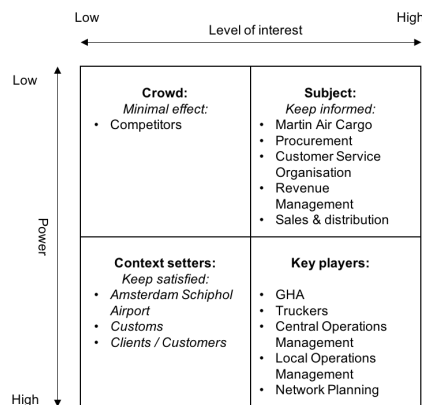 Low
High
Level of interest
Low
Power
High
Crowd:
Minimal effect:
• Competitors
Subject:
Keep informed:
• Martin Air Cargo
• Procurement
• Customer Service
Organisation
• Revenue
Management
• Sales & distribution
Context setters:
Keep satisfied:
• Amsterdam Schiphol
Airport
• Customs
• Clients / Customers
Key players:
• GHA
• Truckers
• Central Operations
Management
• Local Operations
Management
• Network Planning